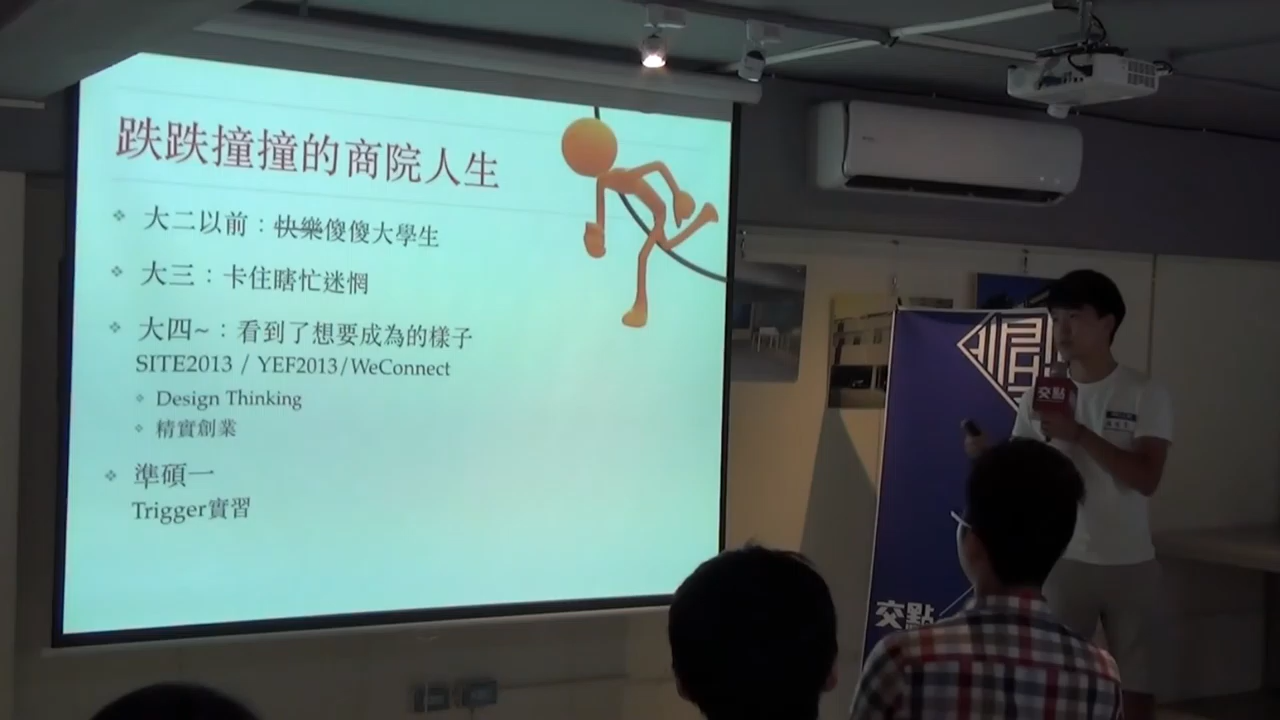 跌跌撞撞的商院人生
大二以前：快樂傻傻大學生
大三：卡住瞎忙迷惘
大四~：看到了想要成為的樣子
SITE2013 / YEF2013/WeConnect
Design Thinking
精實創業
準碩一
Trigger實習
交點
交點